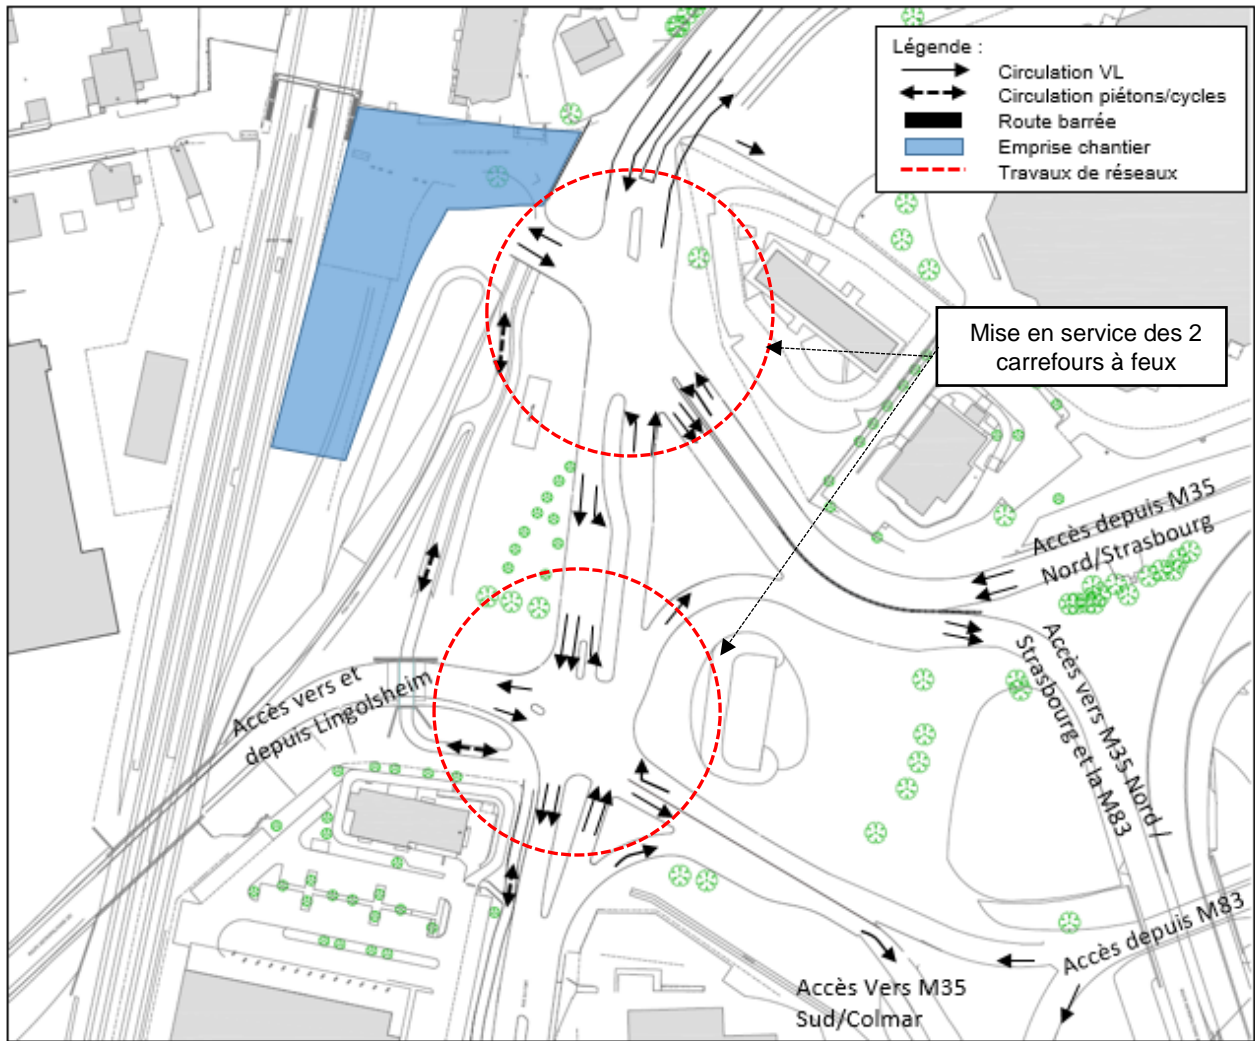 Légende :
Circulation VL
Circulation piétons/cycles
Route barrée
Emprise chantier
Travaux de réseaux
Mise en service des 2
carrefours à feux
Accès depuis M35
Nord/Strasbourg
Accès vers M35 Nord /
Strasbourg et la M83
Accès vers et
depuis Lingolsheim
Accès depuis M83
Accès Vers M35
Sud/Colmar